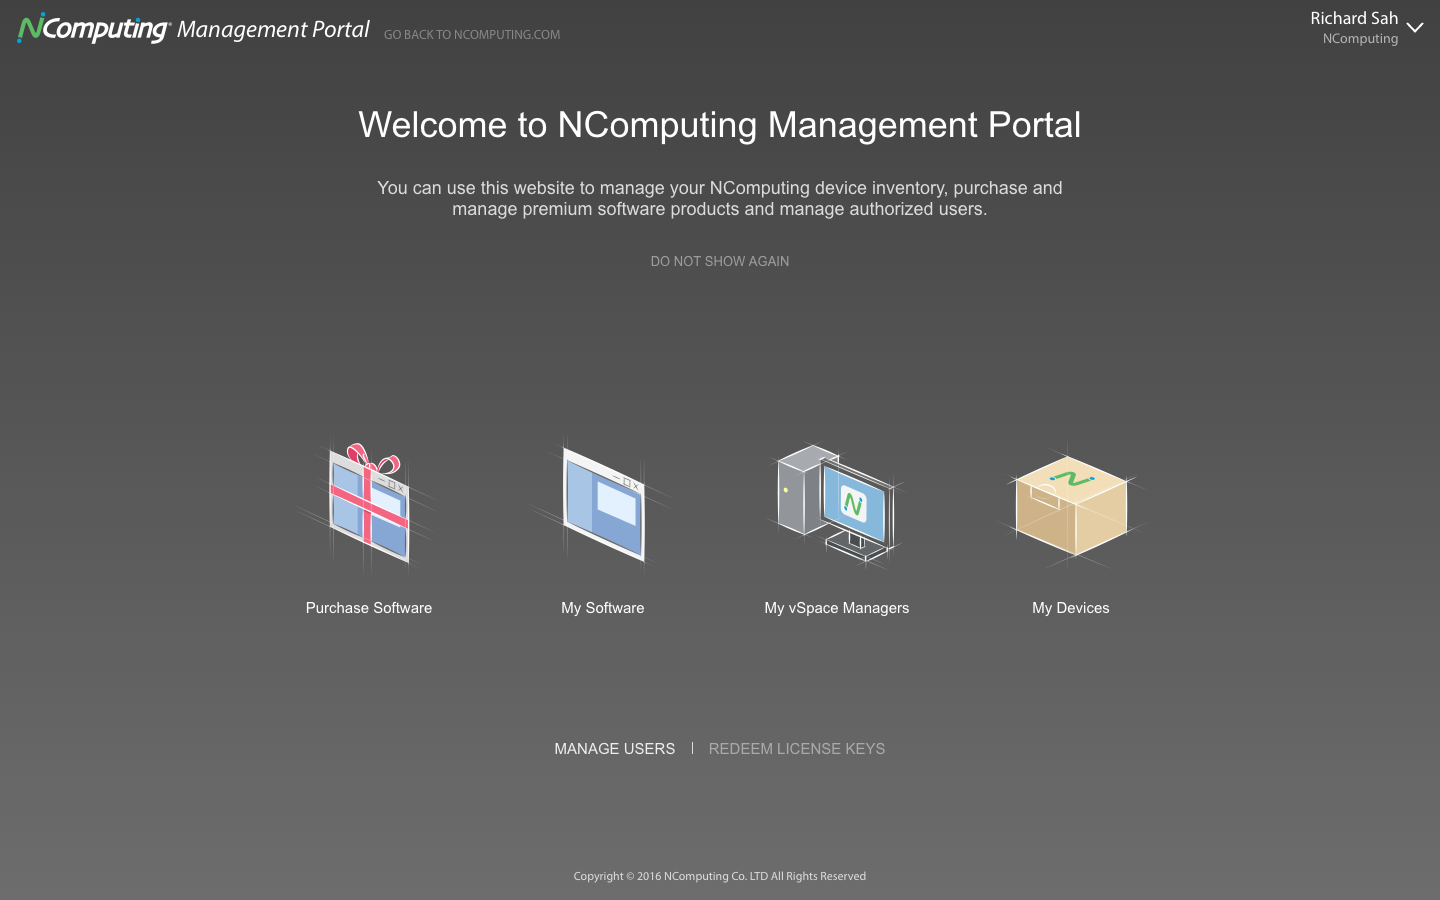 NComputing® Management Portal GO BACK TO NCOMPUTING.COM
Richard Sah
NComputing
Welcome to NComputing Management Portal
You can use this website to manage your NComputing device inventory, purchase and
manage premium software products and manage authorized users.
DO NOT SHOW AGAIN
Purchase Software
My Software
My vSpace Managers
My Devices
MANAGE USERS | REDEEM LICENSE KEYS
Copyright © 2016 NComputing Co. LTD All Rights Reserved